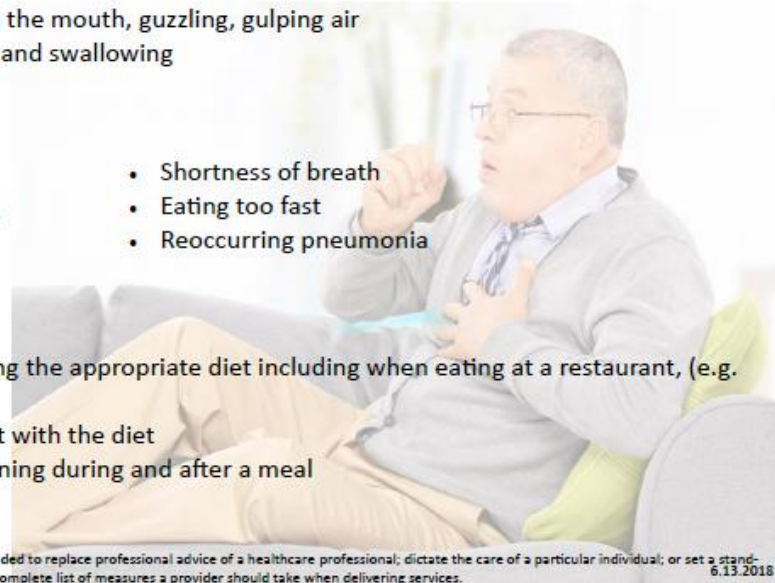 the mouth, guzzling, gulping air
and swallowing
• Shortness of breath
• Eating too fast
• Reoccurring pneumonia
ng the appropriate diet including when eating at a restaurant, (e.g.
t with the diet
ning during and after a meal
ded to replace professional advice of a healthcare professional; dictate the care of a particular individual; or set a stand-
omplete list of measures a provider should take when delivering services.
6.13.2018